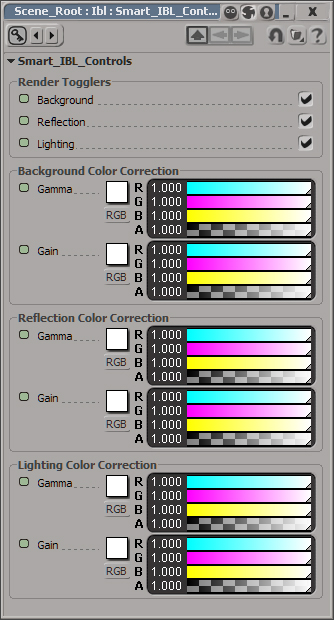 Scene_Root : Ibl : Smart_IBL_Cont...
Smart_IBL_Controls
Render Togglers
Background
Reflection
Lighting
Background Color Correction
Gamma R 1.000
G 1.000
RGB B 1.000
A 1.000
Gain R 1.000
G 1.000
RGB B 1.000
A 1.000
Reflection Color Correction
Gamma R 1.000
G 1.000
RGB B 1.000
A 1.000
Gain R 1.000
G 1.000
RGB B 1.000
A 1.000
Lighting Color Correction
Gamma R 1.000
G 1.000
RGB B 1.000
A 1.000
Gain R 1.000
G 1.000
RGB B 1.000
A 1.000